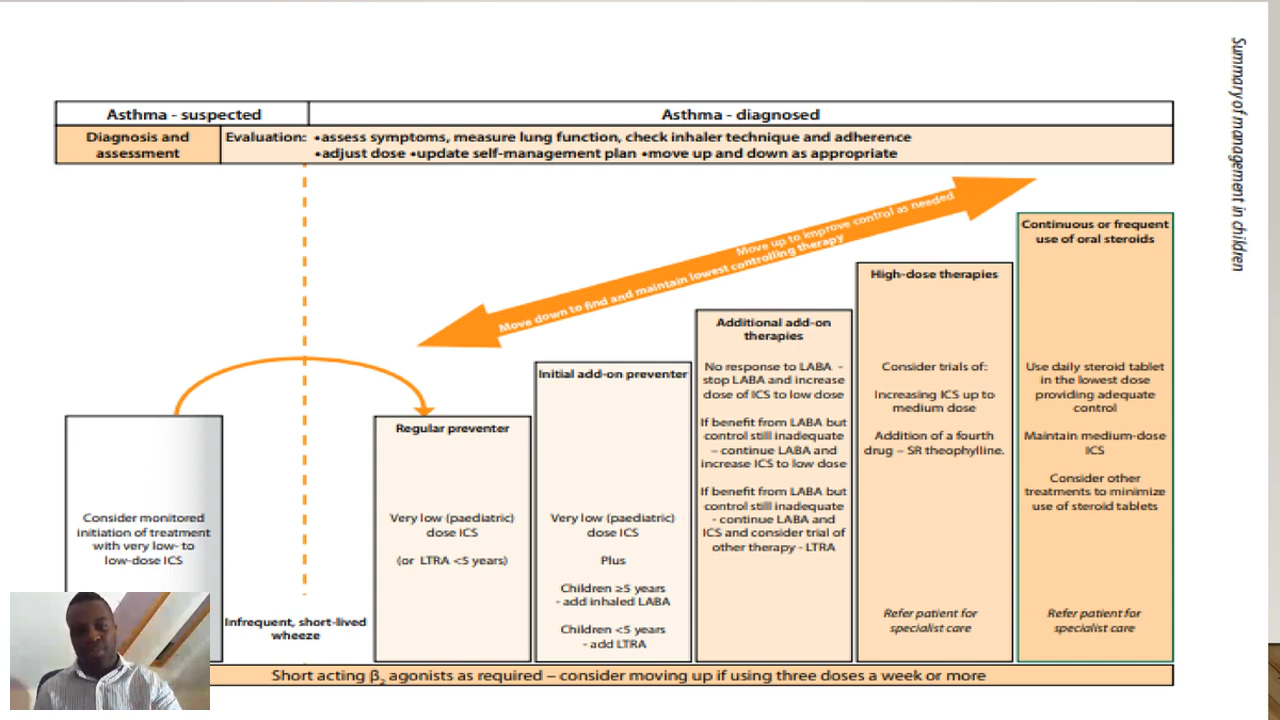 Summary of management in children
Asthma - suspected
Asthma - diagnosed
Diagnosis and
assessment
Evaluation: •assess symptoms, measure lung function, check inhaler technique and adherence
•adjust dose •update self-management plan •move up and down as appropriate
Move up to improve control as needed
Move down to find and maintain lowest controlling therapy
Consider monitored
initiation of treatment
with very low- to
low-dose ICS
Infrequent, short-lived
wheeze
Regular preventer
Very low (paediatric)
dose ICS
(or LTRA <5 years)
Initial add-on preventer
Very low (paediatric)
dose ICS
Plus
Children ≥5 years
- add inhaled LABA
Children <5 years
- add LTRA
Additional add-on
therapies
No response to LABA -
stop LABA and increase
dose of ICS to low dose
If benefit from LABA but
control still inadequate
– continue LABA and
increase ICS to low dose
If benefit from LABA but
control still inadequate
- continue LABA and
ICS and consider trial of
other therapy - LTRA
High-dose therapies
Consider trials of:
Increasing ICS up to
medium dose
Addition of a fourth
drug – SR theophylline.
Refer patient for
specialist care
Continuous or frequent
use of oral steroids
Use daily steroid tablet
in the lowest dose
providing adequate
control
Maintain medium-dose
ICS
Consider other
treatments to minimize
use of steroid tablets
Refer patient for
specialist care
Short acting β₂ agonists as required – consider moving up if using three doses a week or more